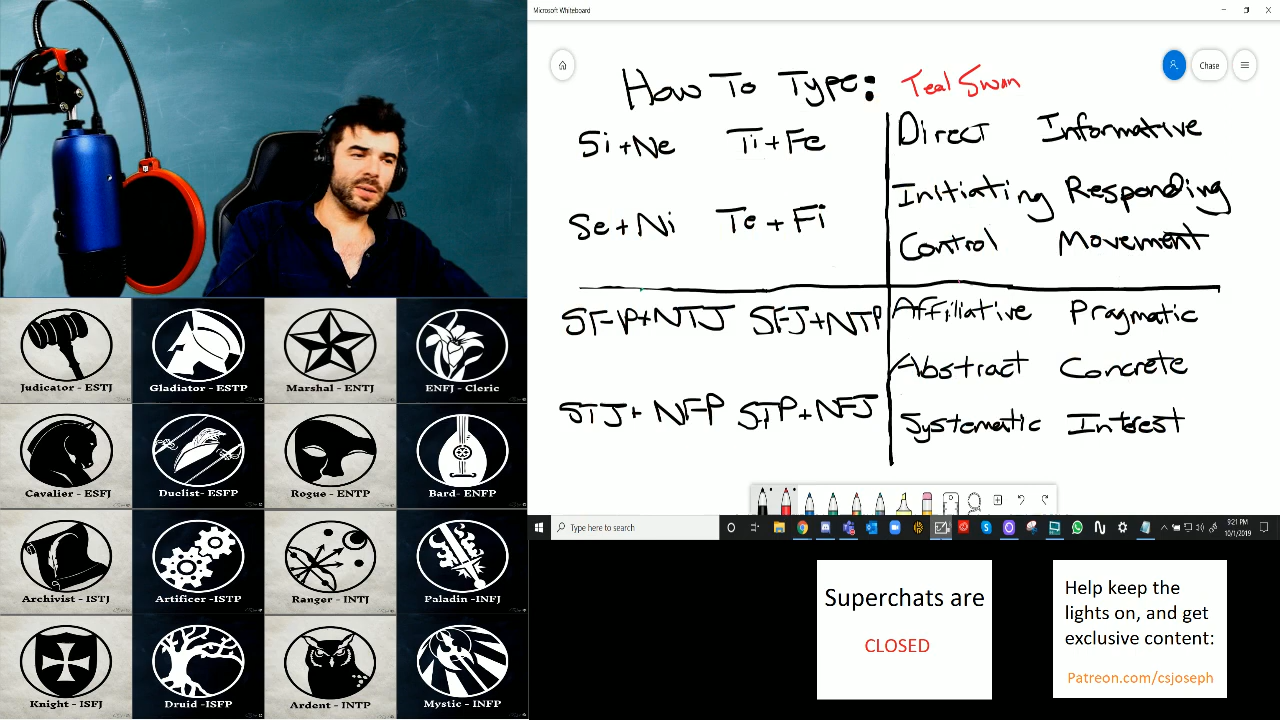 Microsoft Whiteboard
Chase
How To Type: Teal Swan
Si+Ne Ti+Fe
Se+Ni Te+Fi
Direct Informative
Initiating Responding
Control Movement
SFP+NTJ SFJ+NTP
STJ+NFP STP+NFJ
Affiliative Pragmatic
Abstract Concrete
Systematic Interest
Judicator - ESTJ
Gladiator - ESTP
Marshal - ENTJ
ENFJ - Cleric
Cavalier - ESFJ
Duelist- ESFP
Rogue - ENTP
Bard- ENFP
Archivist - ISTJ
Artificer -ISTP
Ranger - INTJ
Paladin -INFJ
Knight -ISFJ
Druid -ISFP
Ardent - INTP
Mystic - INFP
Type here to search
9:21 PM
10/1/2019
Superchats are
CLOSED
Help keep the
lights on, and get
exclusive content:
Patreon.com/csjoseph